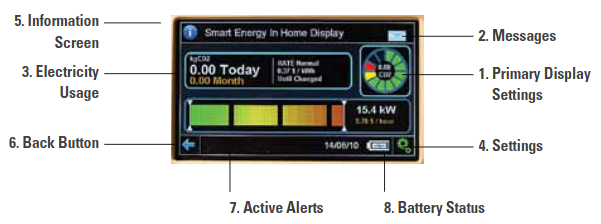 5. Information
Screen
Smart Energy In Home Display
2. Messages
3. Electricity
Usage
kgCO2
0.00 Today
0.00 Month
RATE Normal
Until Changed
0.00
CO2
1. Primary Display
Settings
15.4 kW
6. Back Button
14/08/10
4. Settings
7. Active Alerts
8. Battery Status